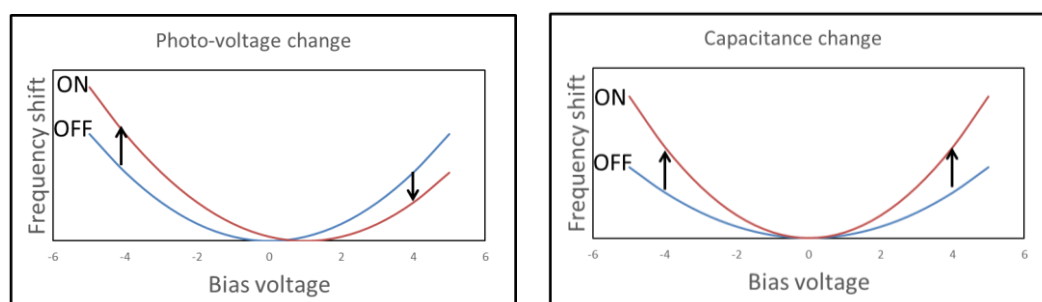 Photo-voltage change
ON
OFF
Frequency shift
-6 -4 -2 0 2 4 6
Bias voltage
Capacitance change
ON
OFF
Frequency shift
-6 -4 -2 0 2 4 6
Bias voltage